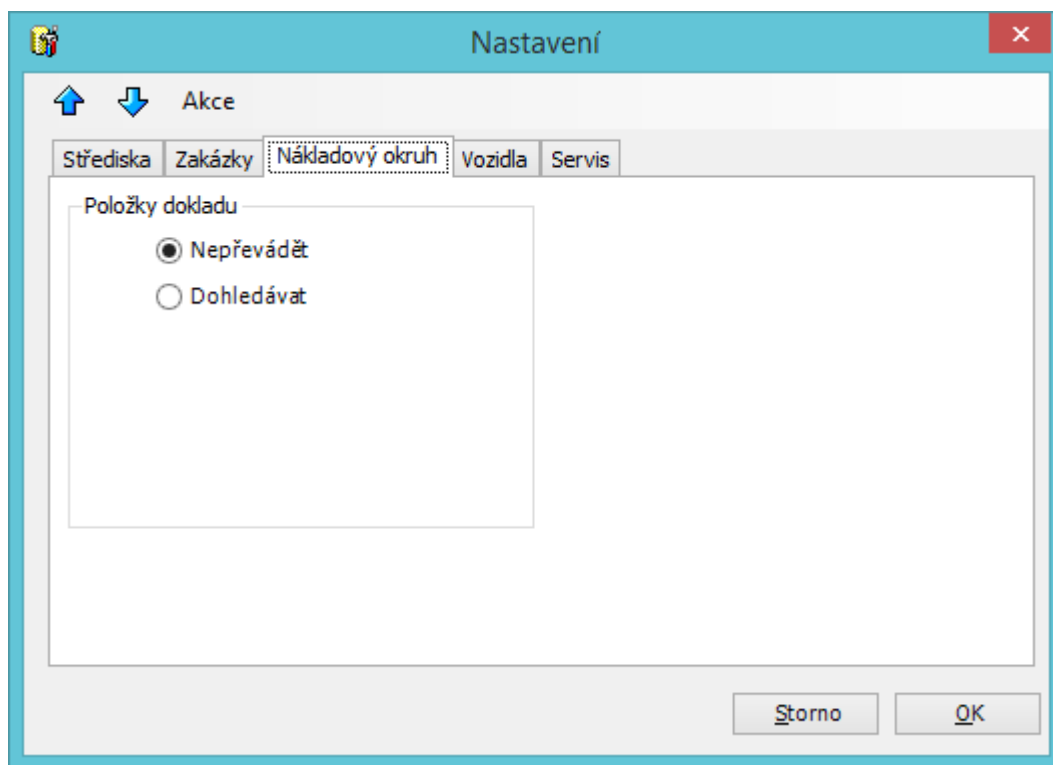 Nastavení
Akce
Střediska Zakázky Nákladový okruh Vozidla Servis
Položky dokladu
Nepřevádět
Dohledávat
Storno OK